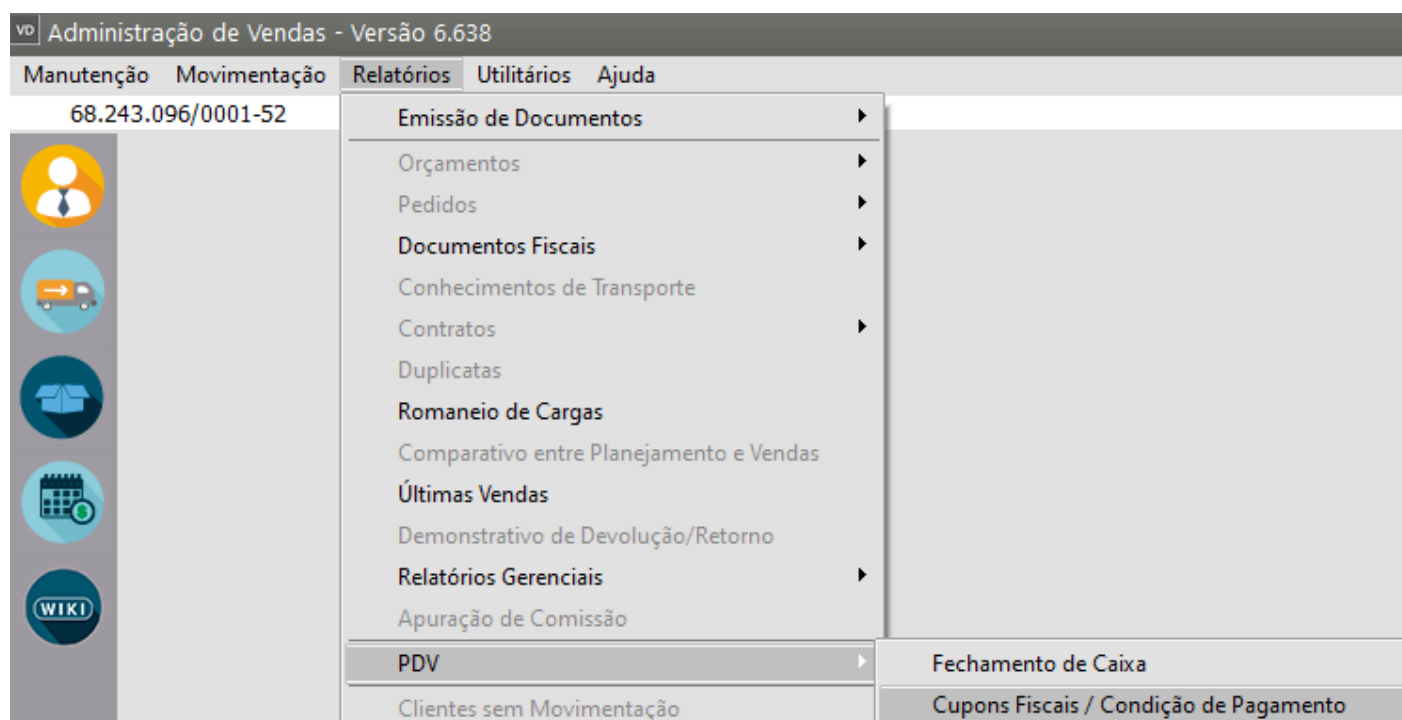 VD Administração de Vendas - Versão 6.638
Manutenção Movimentação Relatórios Utilitários Ajuda
68.243.096/0001-52
Emissão de Documentos
Orçamentos
Pedidos
Documentos Fiscais
Conhecimentos de Transporte
Contratos
Duplicatas
Romaneio de Cargas
Comparativo entre Planejamento e Vendas
Últimas Vendas
Demonstrativo de Devolução/Retorno
Relatórios Gerenciais
WIKI
Apuração de Comissão
PDV
Fechamento de Caixa
Clientes sem Movimentação
Cupons Fiscais / Condição de Pagamento